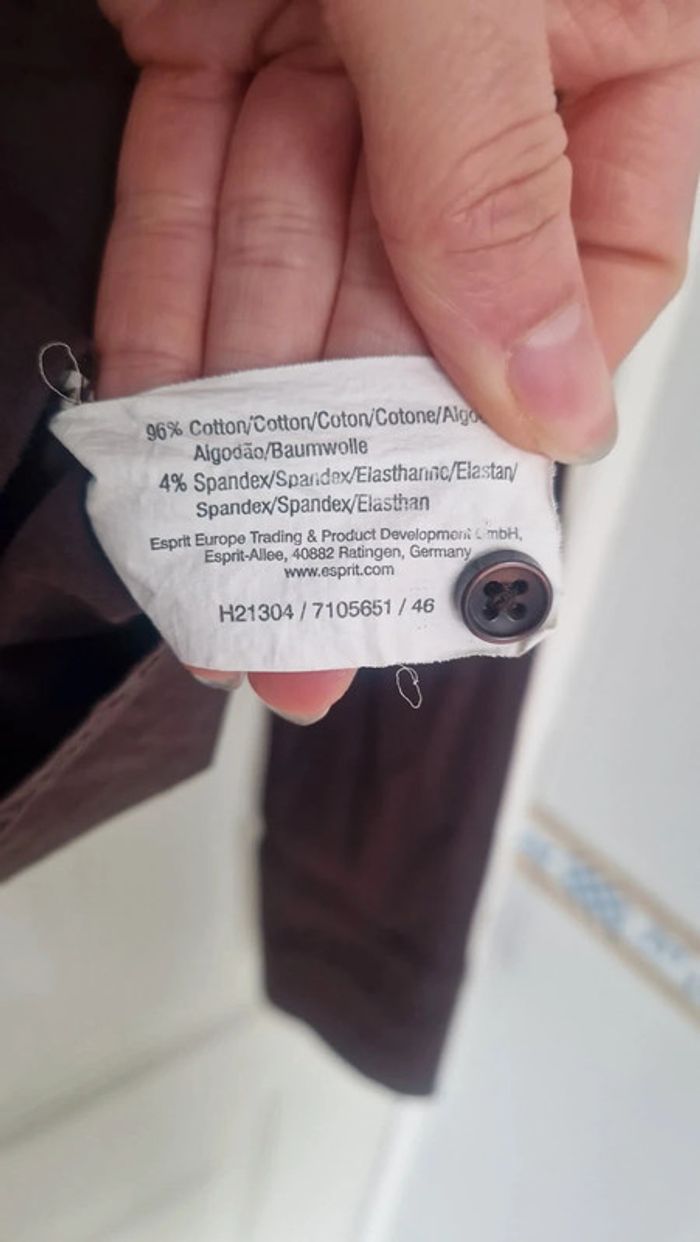 96% Cotton/Cotton/Coton/Cotone/
Algodão/Baumwolle
4% Spandex/Spandex/Elasthanne/Elastan/
Spandex/Spandex/Elasthan
Esprit Europe Trading & Product Development
Esprit-Allee, 40882 Ratingen, Germany
www.esprit.com
H21304 / 7105651 / 46